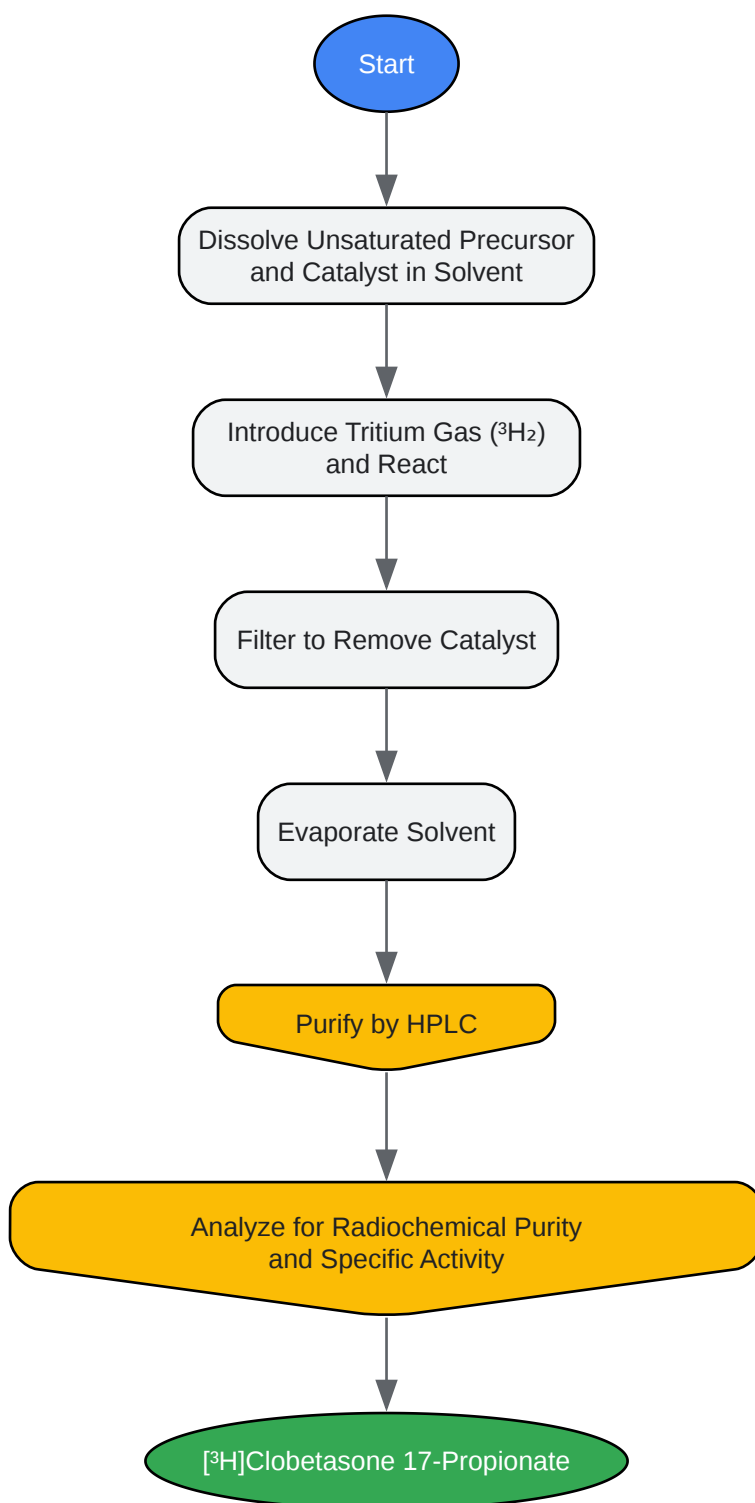 Start
Dissolve Unsaturated Precursor
and Catalyst in Solvent
Introduce Tritium Gas (³H₂)
and React
Filter to Remove Catalyst
Evaporate Solvent
Purify by HPLC
Analyze for Radiochemical Purity
and Specific Activity
[³H]Clobetasone 17-Propionate